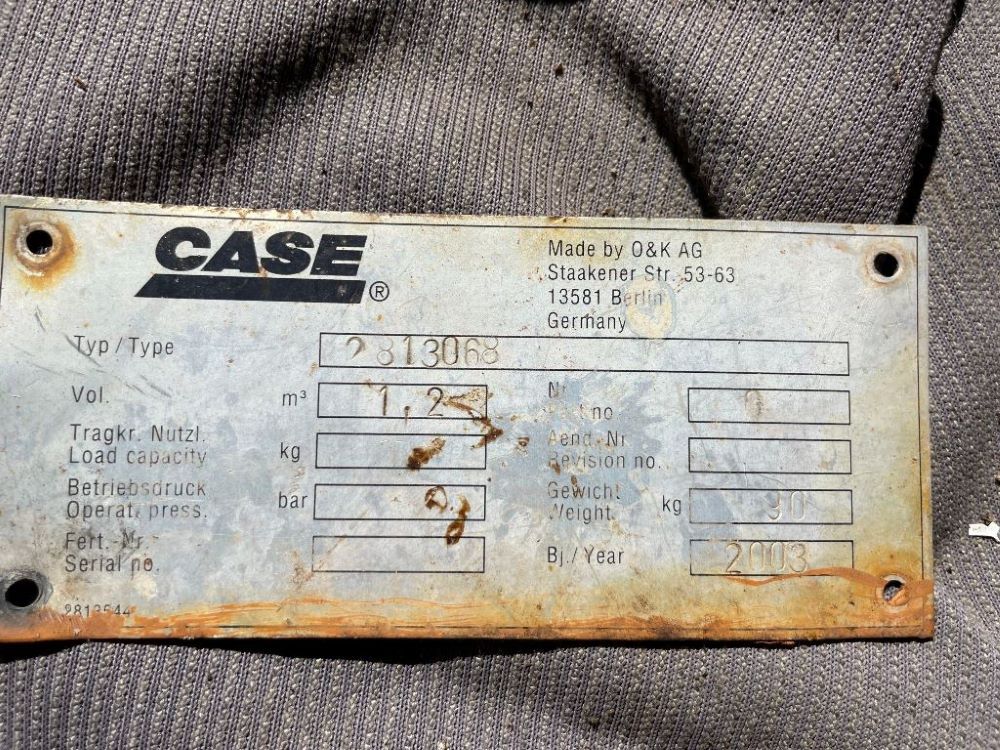 CASE®
Made by O&K AG
Staakener Str. 53-63
13581 Berlin
Germany
Typ/Type 2813068
Vol. m³ 1,2
Nr.
Part no. 0
Tragkr. Nutzl.
Load capacity kg
Aend. Nr.
Revision no.
Betriebsdruck
Operat. press. bar
Gewicht
Weight. kg 90
Fert.-Nr.
Serial no.
Bj./Year 2003